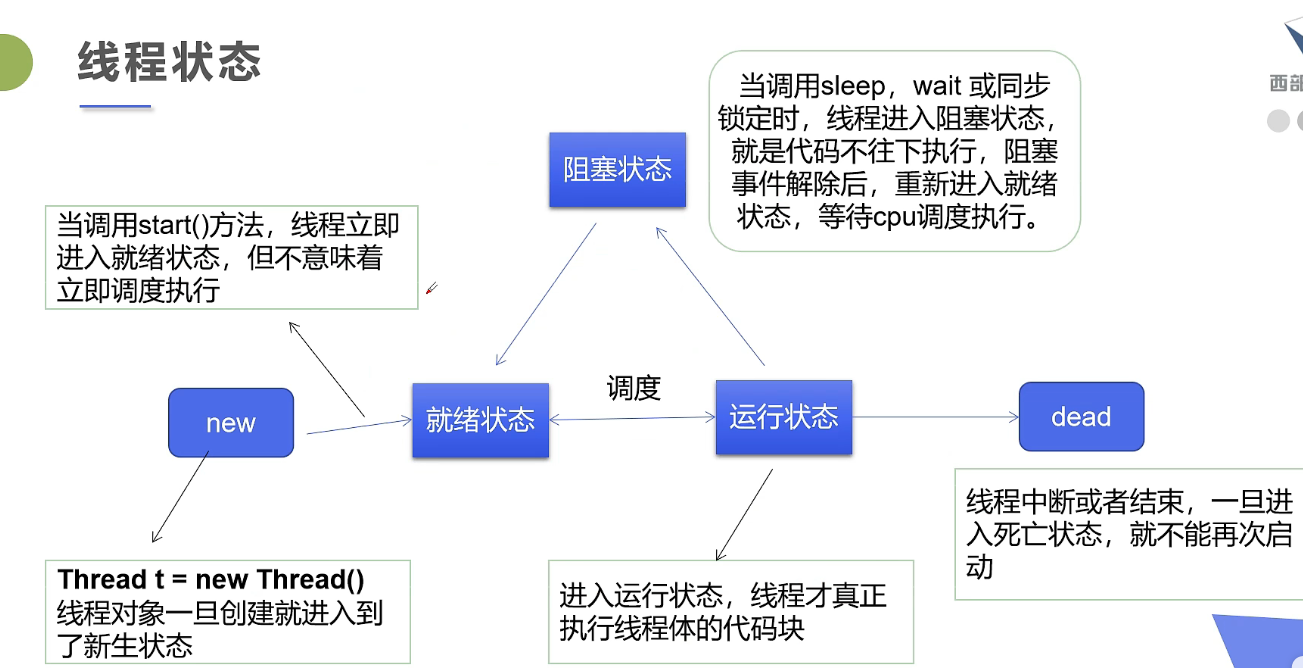 线程状态
西部
当调用sleep，wait 或同步
锁定时，线程进入阻塞状态，
就是代码不往下执行，阻塞
事件解除后，重新进入就绪
状态，等待cpu调度执行。
阻塞状态
当调用start()方法，线程立即
进入就绪状态，但不意味着
立即调度执行
new
就绪状态
调度
运行状态
dead
Thread t = new Thread()
线程对象一旦创建就进入到
了新生状态
进入运行状态，线程才真正
执行线程体的代码块
线程中断或者结束，一旦进
入死亡状态，就不能再次启
动